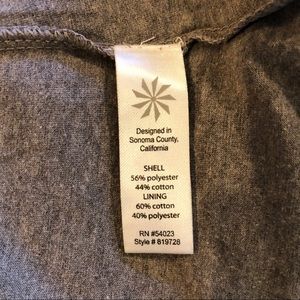 Designed in
Sonoma County,
California
SHELL
56% polyester
44% cotton
LINING
60% cotton
40% polyester
RN #54023
Style # 819728